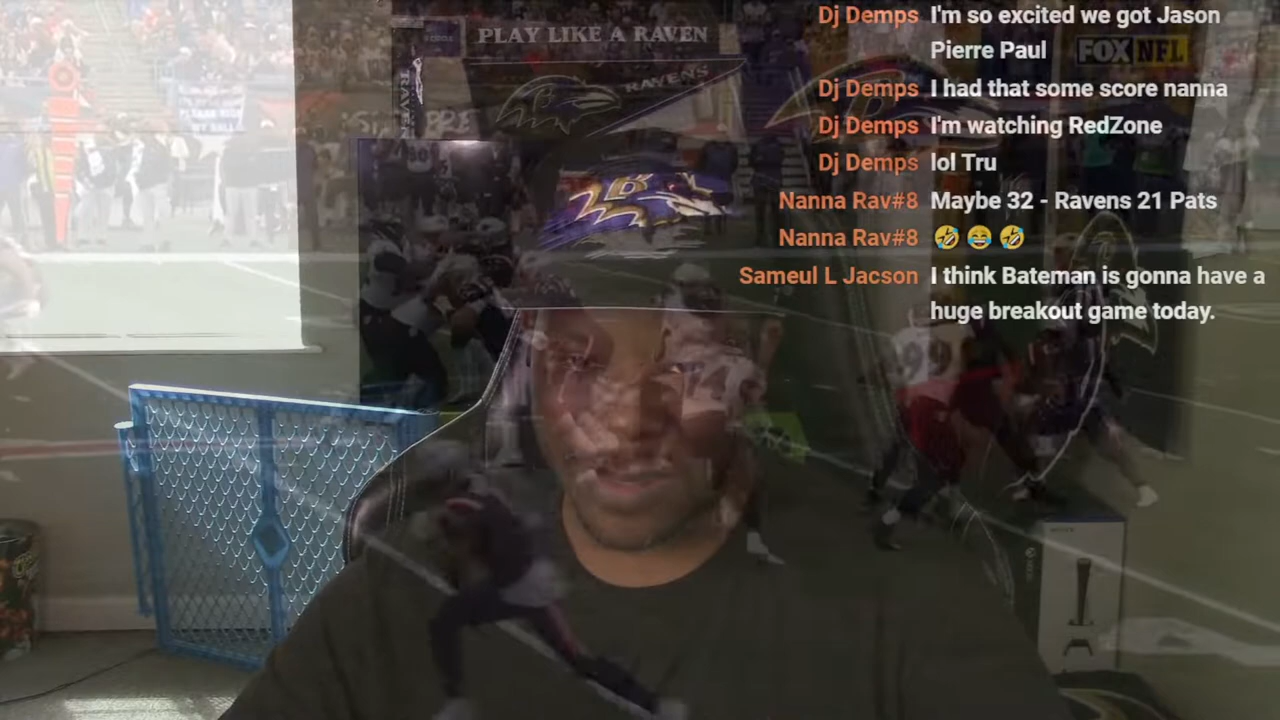 Dj Demps I'm so excited we got Jason
Pierre Paul
Dj Demps I had that some score nanna
Dj Demps I'm watching RedZone
Dj Demps lol Tru
Nanna Rav#8 Maybe 32 - Ravens 21 Pats
Nanna Rav#8 🤣 😂 🤣
Sameul L Jacson I think Bateman is gonna have a
huge breakout game today.
FOX NFL
PLAY LIKE A RAVEN
RAVENS
RAVEN
99